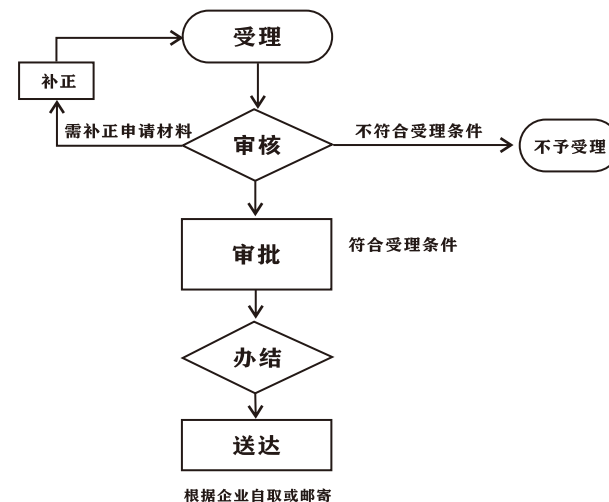 受理
补正
需补正申请材料
审核
不符合受理条件
不予受理
审批
符合受理条件
办结
送达
根据企业自取或邮寄